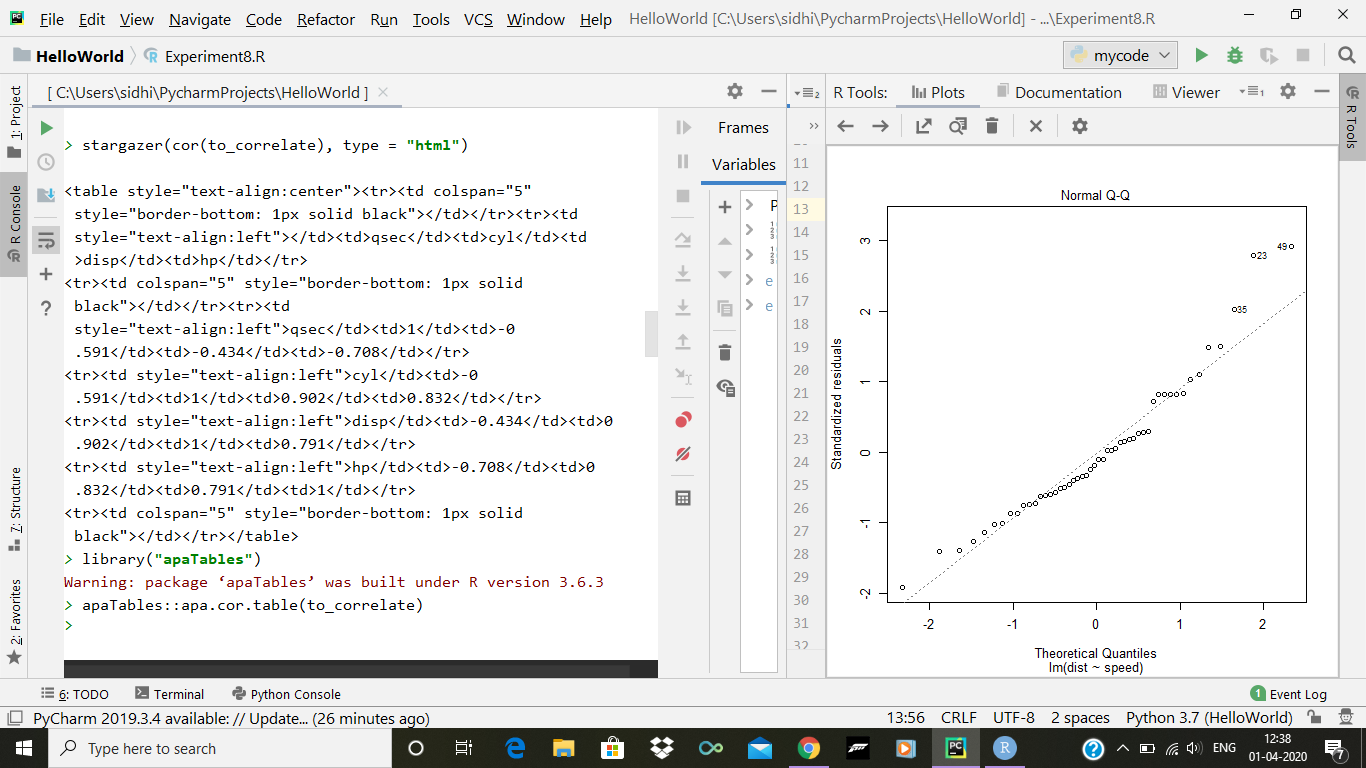 File Edit View Navigate Code Refactor Run Tools VCS Window Help HelloWorld [C:\Users\sidhi\PycharmProjects\HelloWorld] - ...\Experiment8.R
HelloWorld Experiment8.R mycode
[ C:\Users\sidhi\PycharmProjects\HelloWorld ]
R Tools: Plots Documentation Viewer
1: Project
R Console
7: Structure
2: Favorites
R Tools
> stargazer(cor(to_correlate), type = "html")
<table style="text-align:center"><tr><td colspan="5"
style="border-bottom: 1px solid black"></td></tr><tr><td
style="text-align:left"></td><td>qsec</td><td>cyl</td><td
>disp</td><td>hp</td></tr>
<tr><td colspan="5" style="border-bottom: 1px solid
black"></td></tr><tr><td
style="text-align:left">qsec</td><td>1</td><td>-0
.591</td><td>-0.434</td><td>-0.708</td></tr>
<tr><td style="text-align:left">cyl</td><td>-0
.591</td><td>1</td><td>0.902</td><td>0.832</td></tr>
<tr><td style="text-align:left">disp</td><td>-0.434</td><td>0
.902</td><td>1</td><td>0.791</td></tr>
<tr><td style="text-align:left">hp</td><td>-0.708</td><td>0
.832</td><td>0.791</td><td>1</td></tr>
<tr><td colspan="5" style="border-bottom: 1px solid
black"></td></tr></table>
> library("apaTables")
Warning: package ‘apaTables’ was built under R version 3.6.3
> apaTables::apa.cor.table(to_correlate)
>
Frames
Variables
P
e
e
11
12
13
14
15
16
17
18
19
20
21
22
23
24
25
26
27
28
29
30
31
32
Normal Q-Q
Standardized residuals
3
2
1
0
-1
-2
49
23
35
-2 -1 0 1 2
Theoretical Quantiles
lm(dist ~ speed)
6: TODO Terminal Python Console 1 Event Log
PyCharm 2019.3.4 available: // Update... (26 minutes ago) 13:56 CRLF UTF-8 2 spaces Python 3.7 (HelloWorld)
Type here to search
ENG
12:38
01-04-2020
7